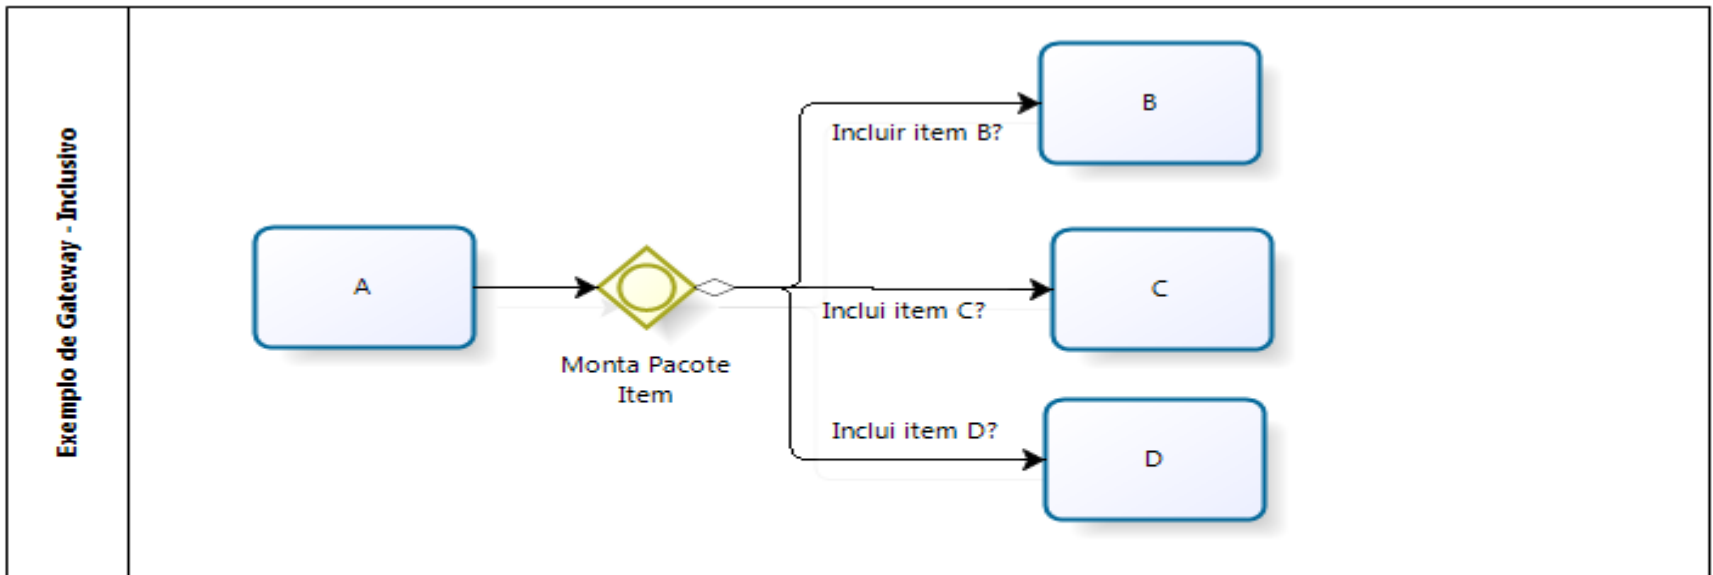 Exemplo de Gateway - Inclusivo
B
Incluir item B?
A
C
Inclui item C?
Monta Pacote
Item
Inclui item D?
D